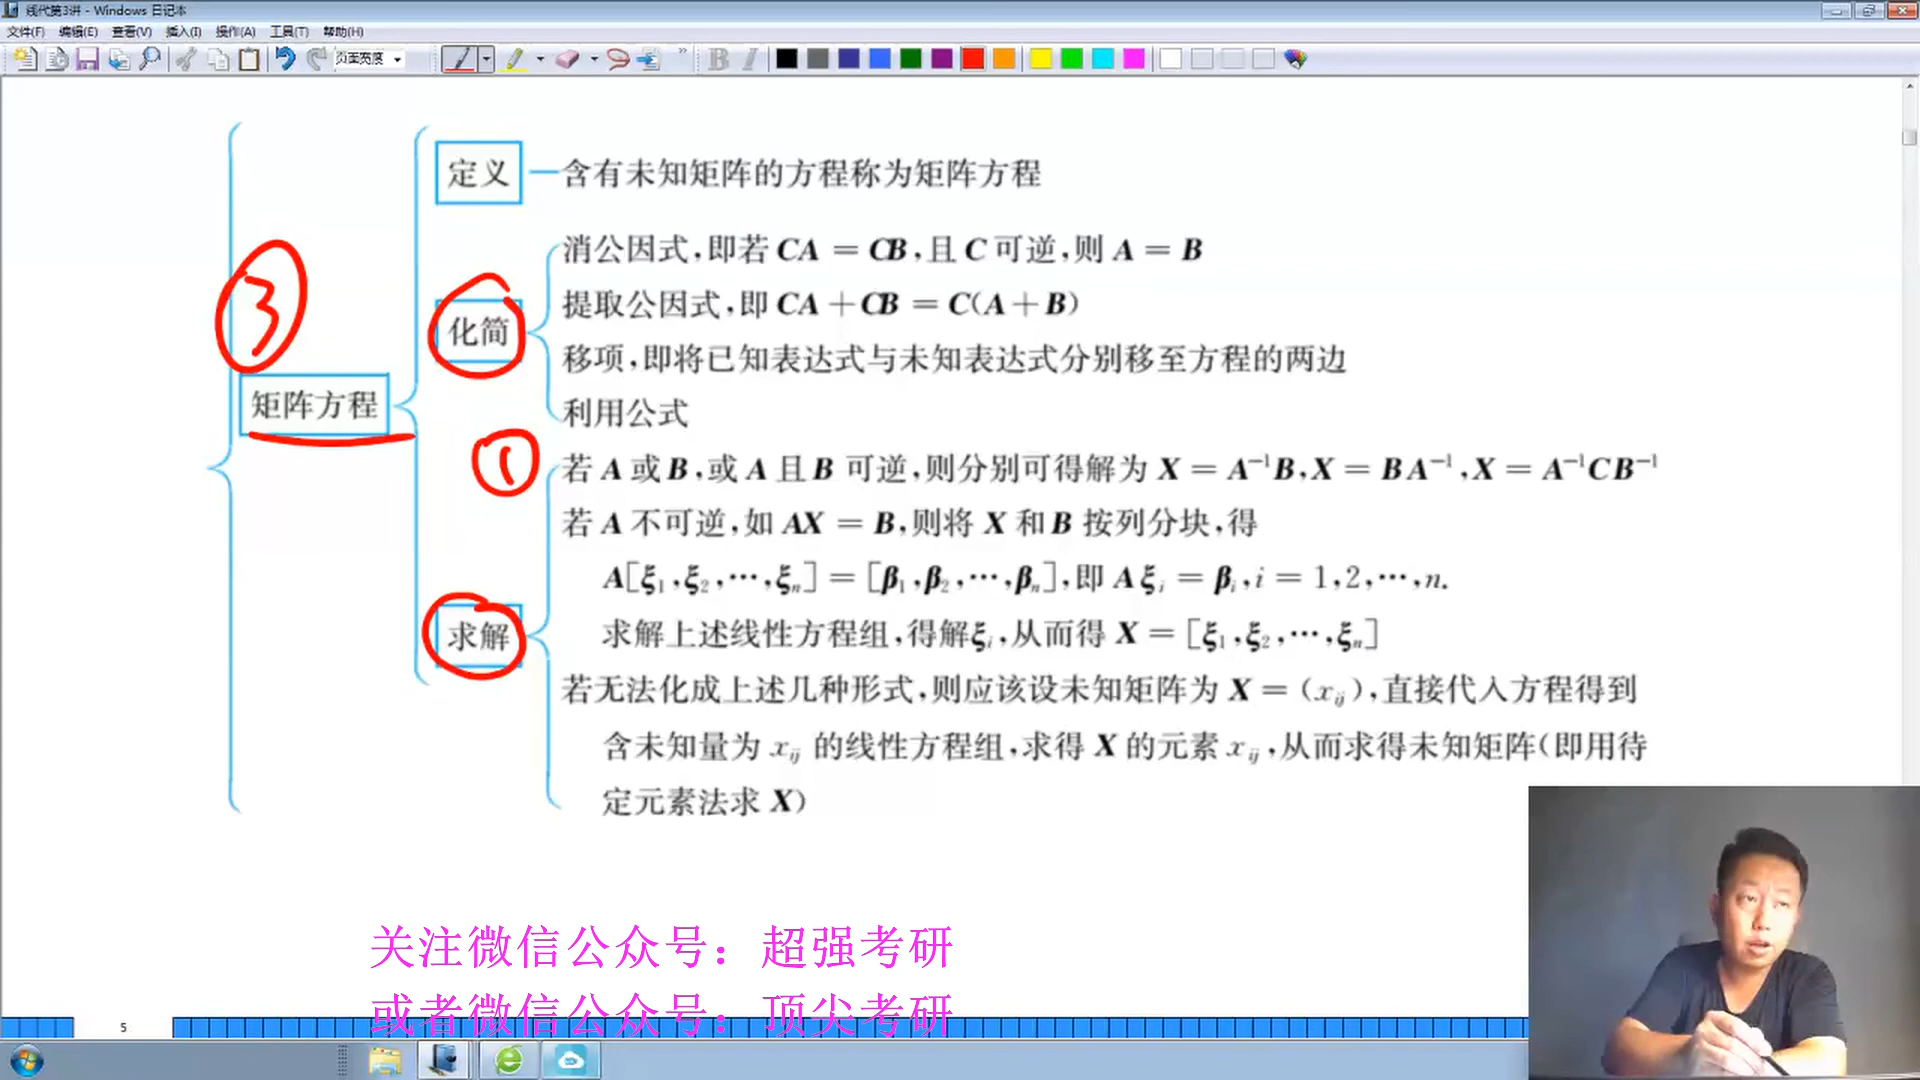 线代第3讲 - Windows 日记本
文件(F) 编辑(E) 查看(V) 插入(I) 操作(A) 工具(T) 帮助(H)
页面宽度
B I
定义
含有未知矩阵的方程称为矩阵方程
消公因式,即若 CA = CB,且 C 可逆,则 A = B
③
提取公因式,即 CA + CB = C(A + B)
化简
移项,即将已知表达式与未知表达式分别移至方程的两边
矩阵方程
利用公式
①
若 A 或 B,或 A 且 B 可逆,则分别可得解为 X = A⁻¹B,X = BA⁻¹,X = A⁻¹CB⁻¹
若 A 不可逆,如 AX = B,则将 X 和 B 按列分块,得
A[ξ₁,ξ₂,⋯,ξₙ] = [β₁,β₂,⋯,βₙ],即 Aξᵢ = βᵢ,i = 1,2,⋯,n.
求解
求解上述线性方程组,得解ξᵢ,从而得 X = [ξ₁,ξ₂,⋯,ξₙ]
若无法化成上述几种形式,则应该设未知矩阵为 X = (xᵢⱼ),直接代入方程得到
含未知量为 xᵢⱼ 的线性方程组,求得 X 的元素 xᵢⱼ,从而求得未知矩阵(即用待
定元素法求 X)
关注微信公众号：超强考研
或者微信公众号：顶尖考研
5